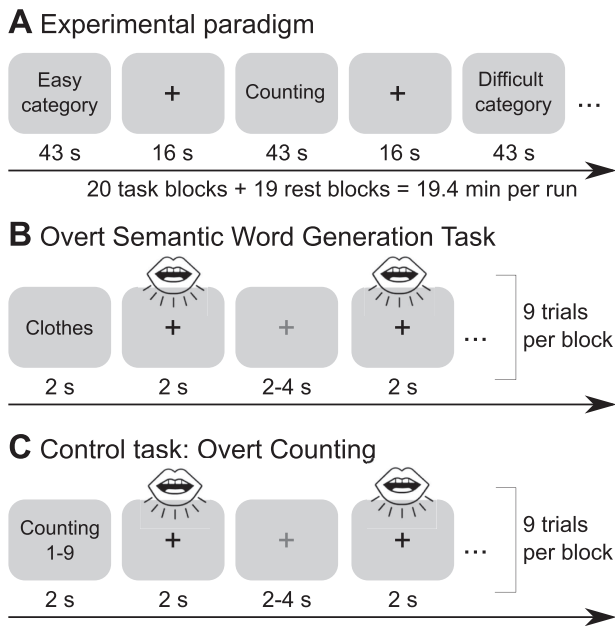 A Experimental paradigm
Easy
category
+
Counting
+
Difficult
category
...
43 s
16 s
43 s
16 s
43 s
20 task blocks + 19 rest blocks = 19.4 min per run
B Overt Semantic Word Generation Task
Clothes
+
+
+
...
9 trials
per block
2 s
2 s
2-4 s
2 s
C Control task: Overt Counting
Counting
1-9
+
+
+
...
9 trials
per block
2 s
2 s
2-4 s
2 s